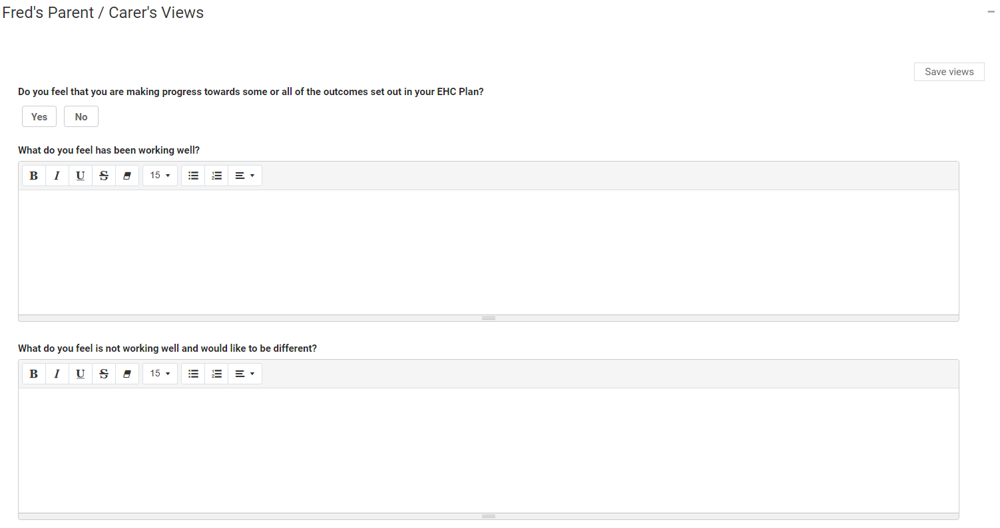 Fred's Parent / Carer's Views
Save views
Do you feel that you are making progress towards some or all of the outcomes set out in your EHC Plan?
Yes No
What do you feel has been working well?
B I U S 15
What do you feel is not working well and would like to be different?
B I U S 15